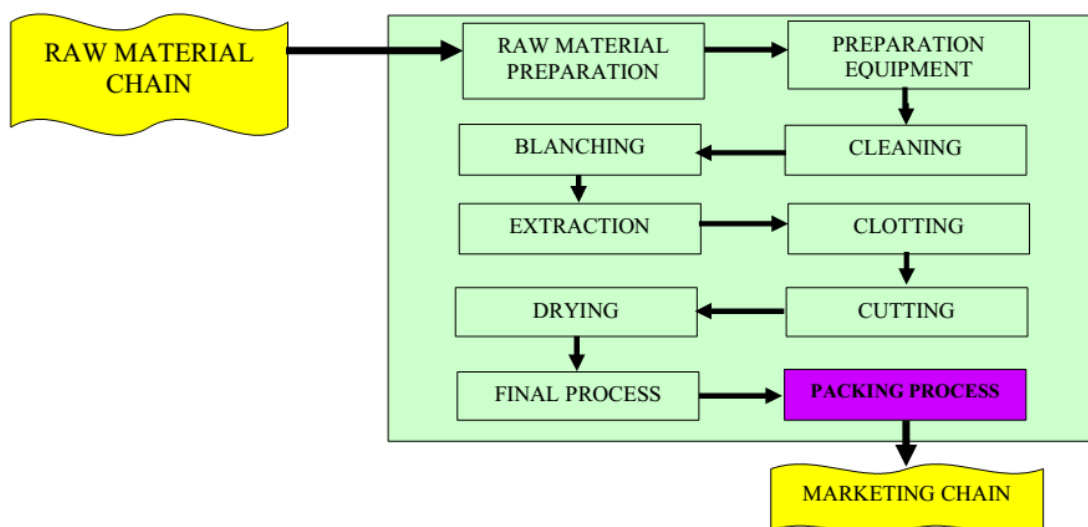 RAW MATERIAL
CHAIN
RAW MATERIAL
PREPARATION
PREPARATION
EQUIPMENT
BLANCHING
CLEANING
EXTRACTION
CLOTTING
DRYING
CUTTING
FINAL PROCESS
PACKING PROCESS
MARKETING CHAIN